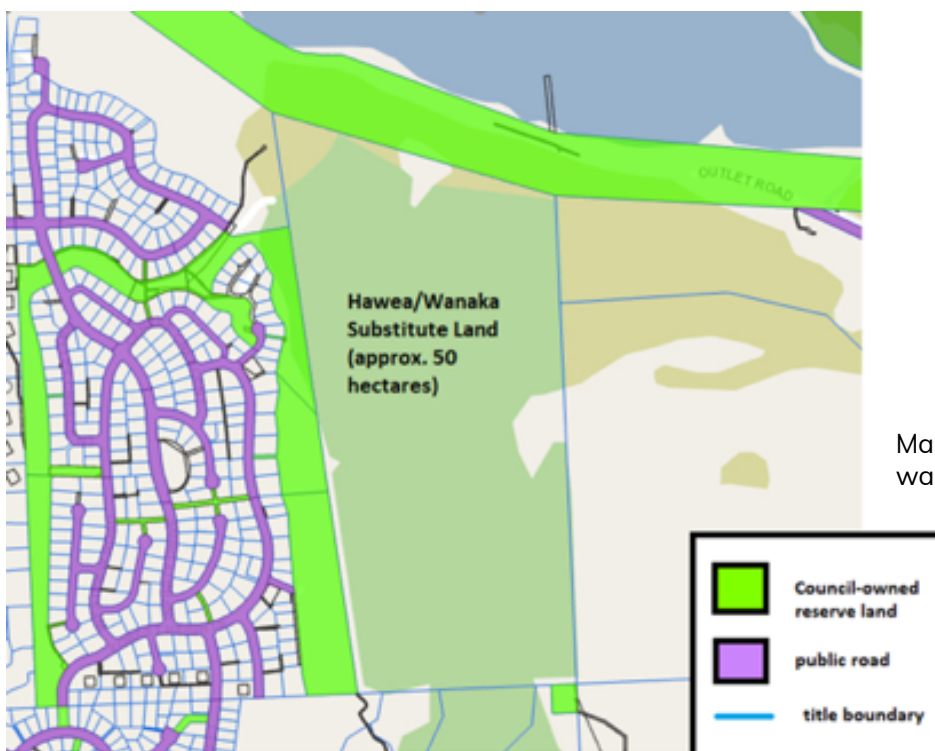 OUTLET ROAD
Hawea/Wanaka
Substitute Land
(approx. 50
hectares)
Ma
wa
Council-owned
reserve land
public road
title boundary